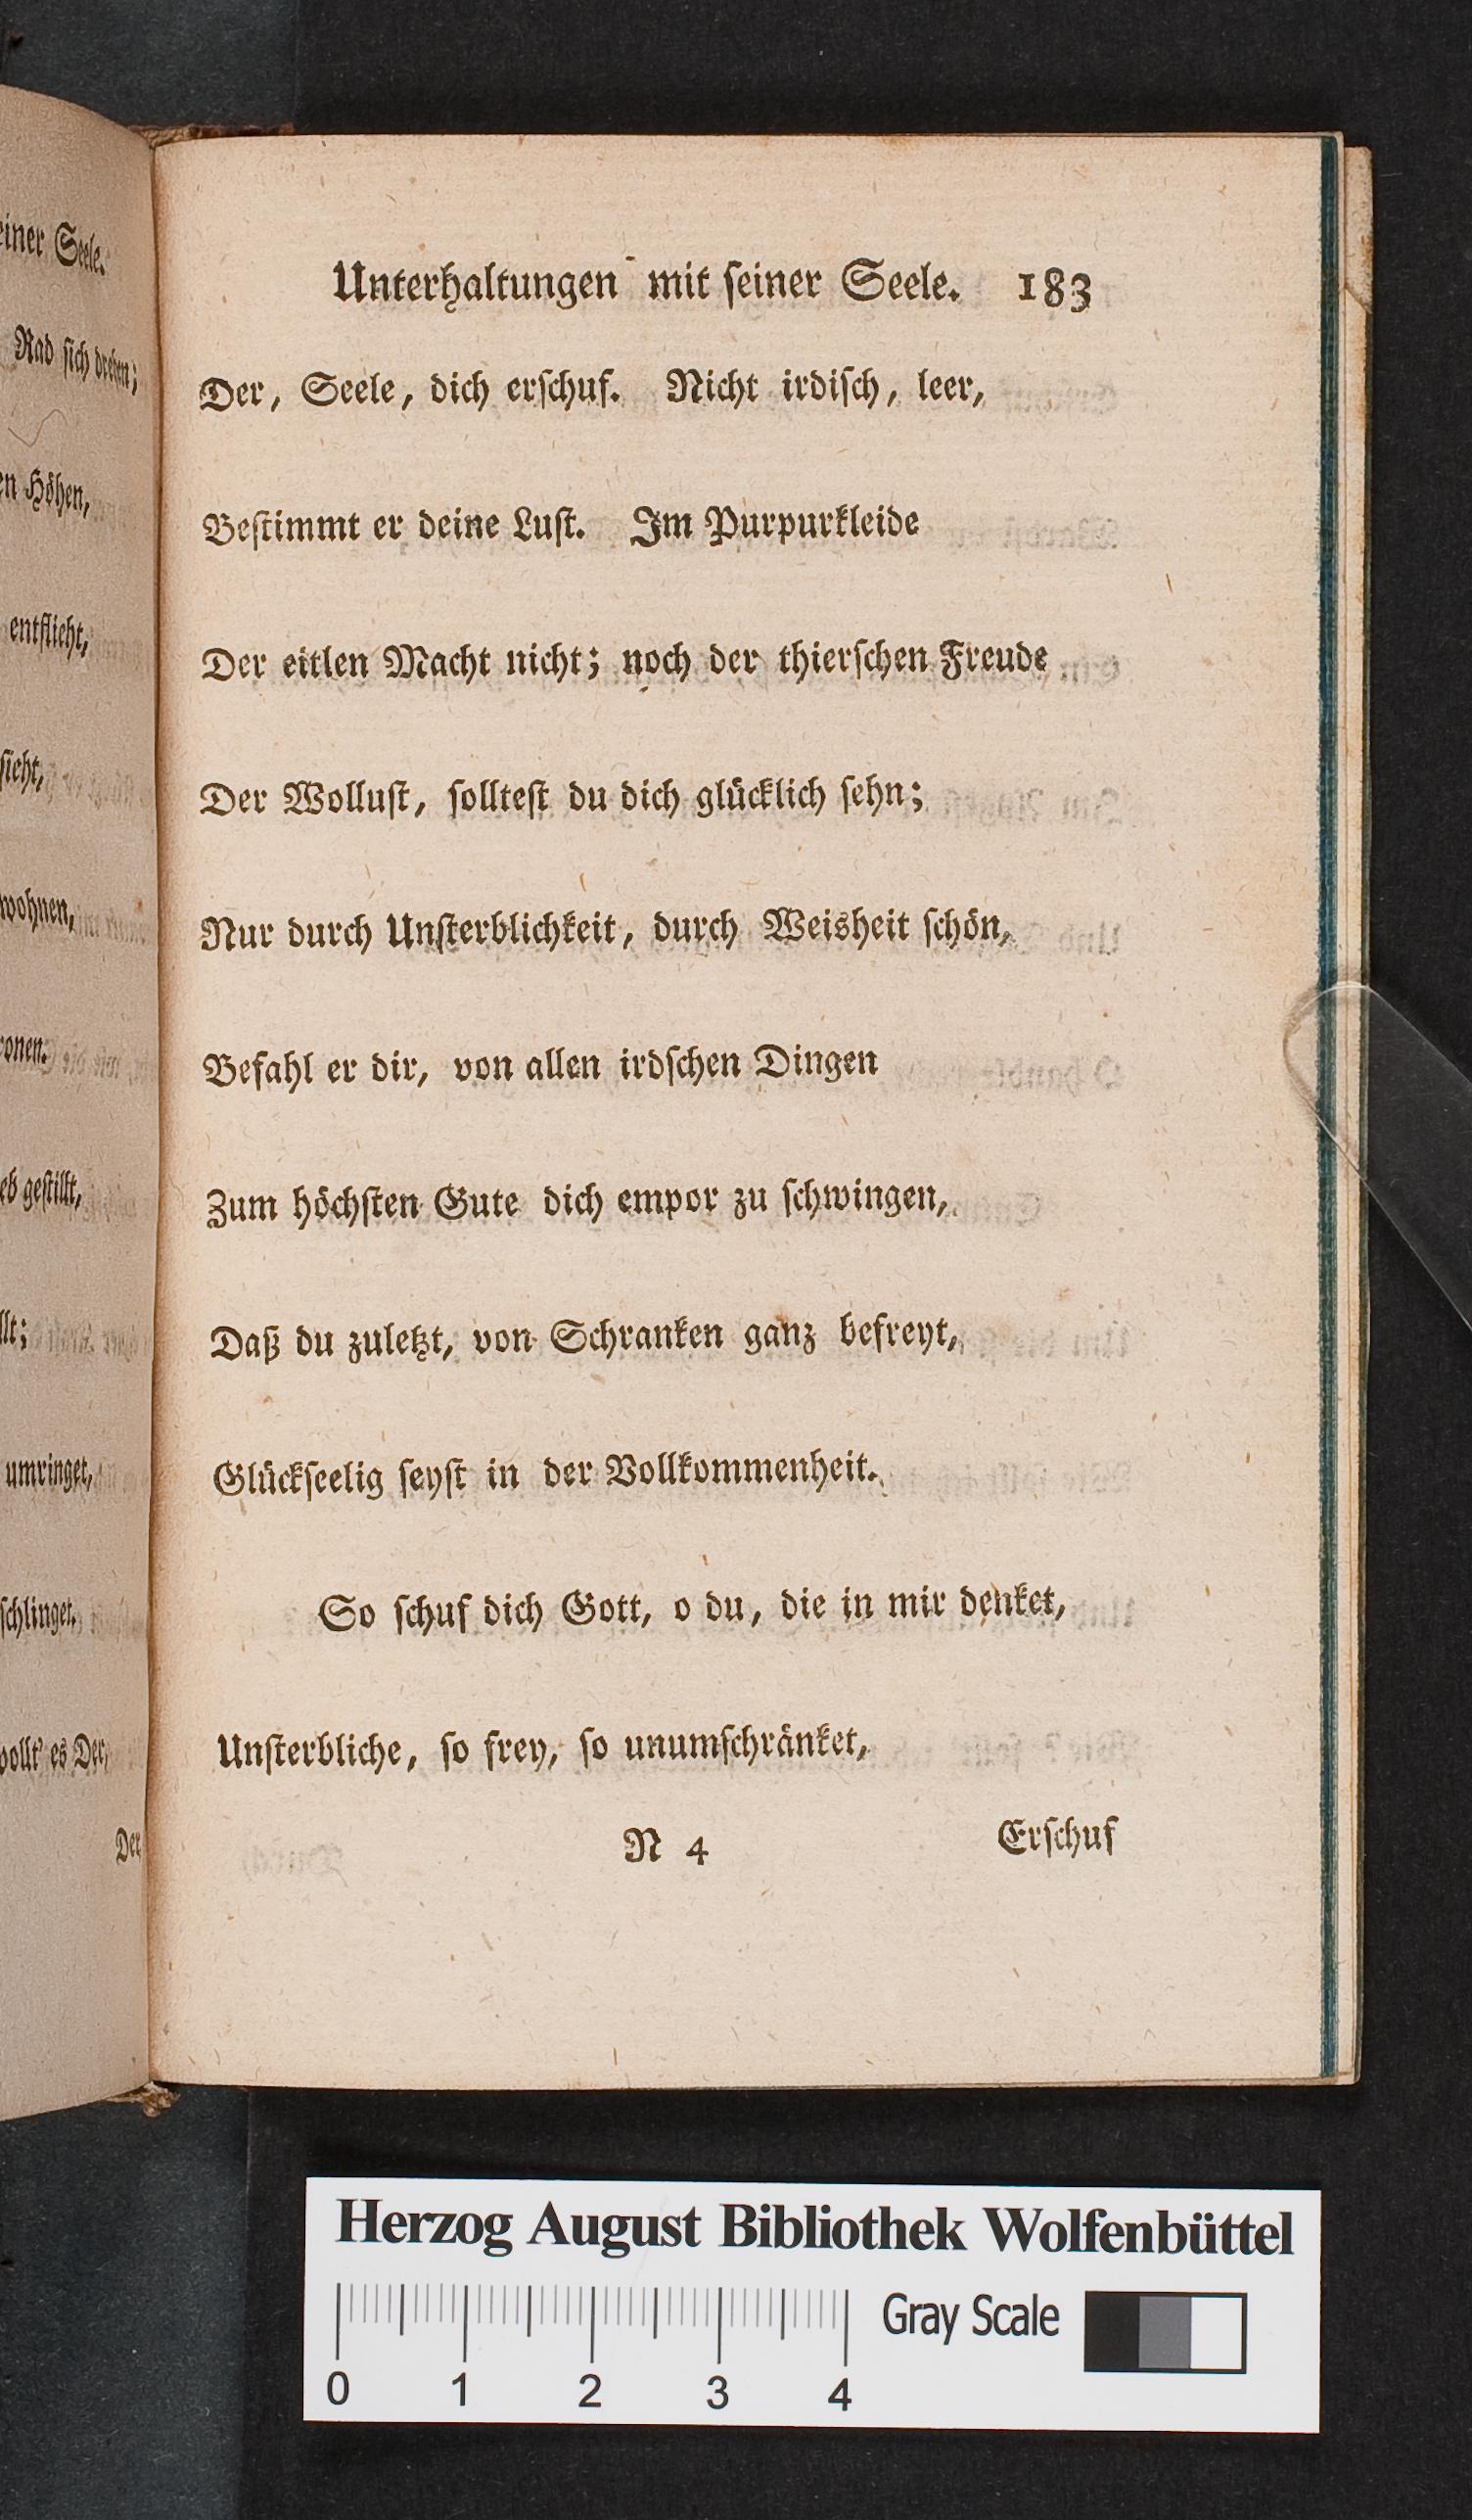 einer Seele.
Rad sich drehen;
en Höhen,
entflicht,
sieht,
wohnen,
ronen.
eb gestillt,
llt;
umringet,
schlinget.
wollt' es Der,
Der,
Unterhaltungen mit ſeiner Seele. 183
Der, Seele, dich erſchuf. Nicht irdiſch, leer,
Beſtimmt er deine Luſt. Im Purpurkleide
Der eitlen Macht nicht; noch der thierſchen Freude
Der Wolluſt, ſollteſt du dich glücklich ſehn;
Nur durch Unſterblichkeit, durch Weisheit ſchön,
Befahl er dir, von allen irdſchen Dingen
Zum höchſten Gute dich empor zu ſchwingen,
Daß du zuletzt, von Schranken ganz befreyt,
Glückſeelig ſeyſt in der Vollkommenheit.
So ſchuf dich Gott, o du, die in mir denket,
Unſterbliche, ſo frey, ſo unumſchränket,
N 4 Erſchuf
Herzog August Bibliothek Wolfenbüttel
Gray Scale
0 1 2 3 4